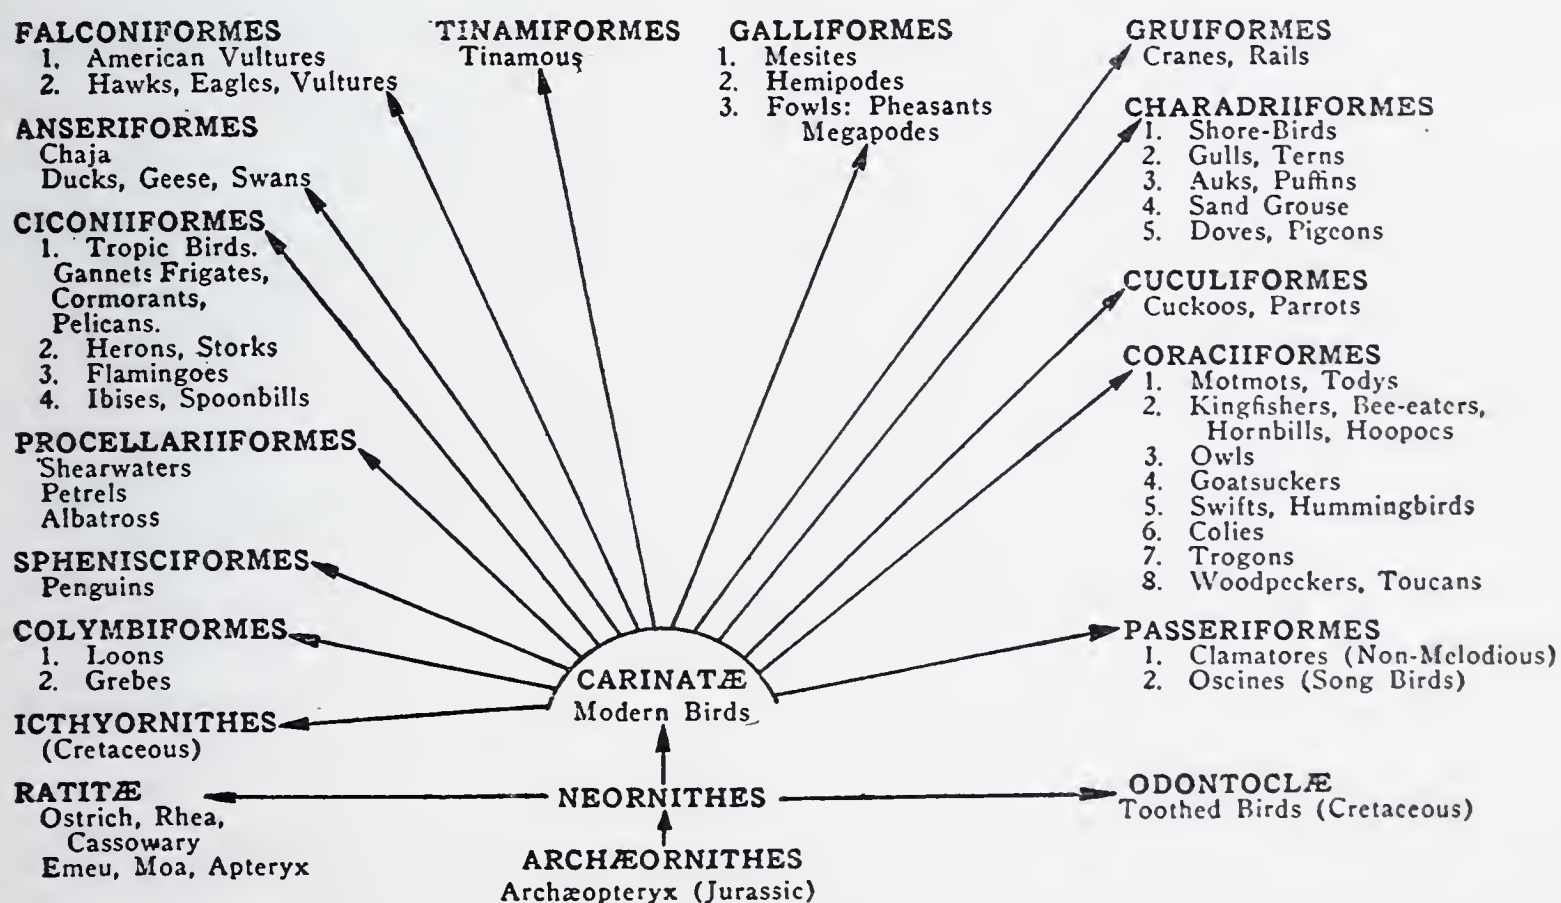 FALCONIFORMES
1. American Vultures
2. Hawks, Eagles, Vultures
ANSERIFORMES
Chaja
Ducks, Geese, Swans
CICONIIFORMES
1. Tropic Birds.
Gannets Frigates,
Cormorants,
Pelicans.
2. Herons, Storks
3. Flamingoes
4. Ibises, Spoonbills
PROCELLARIIFORMES
Shearwaters
Petrels
Albatross
SPHENISCIFORMES
Penguins
COLYMBIFORMES
1. Loons
2. Grebes
ICTHYORNITHES
(Cretaceous)
RATITÆ
Ostrich, Rhea,
Cassowary
Emeu, Moa, Apteryx
TINAMIFORMES
Tinamous
GALLIFORMES
1. Mesites
2. Hemipodes
3. Fowls: Pheasants
Megapodes
CARINATÆ
Modern Birds
NEORNITHES
ARCHÆORNITHES
Archæopteryx (Jurassic)
GRUIFORMES
Cranes, Rails
CHARADRIIFORMES
1. Shore-Birds
2. Gulls, Terns
3. Auks, Puffins
4. Sand Grouse
5. Doves, Pigeons
CUCULIFORMES
Cuckoos, Parrots
CORACIIFORMES
1. Motmots, Todys
2. Kingfishers, Bee-eaters,
Hornbills, Hoopoes
3. Owls
4. Goatsuckers
5. Swifts, Hummingbirds
6. Colies
7. Trogons
8. Woodpeckers, Toucans
PASSERIFORMES
1. Clamatores (Non-Melodious)
2. Oscines (Song Birds)
ODONTOCLÆ
Toothed Birds (Cretaceous)